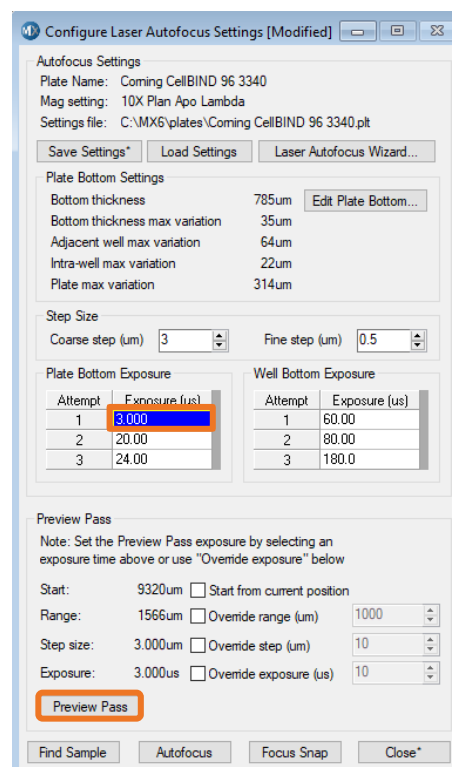 MX Configure Laser Autofocus Settings [Modified]
Autofocus Settings
Plate Name: Corning CellBIND 96 3340
Mag setting: 10X Plan Apo Lambda
Settings file: C:\MX6\plates\Corning CellBIND 96 3340.plt
Save Settings* Load Settings Laser Autofocus Wizard...
Plate Bottom Settings
Bottom thickness 785um Edit Plate Bottom...
Bottom thickness max variation 35um
Adjacent well max variation 64um
Intra-well max variation 22um
Plate max variation 314um
Step Size
Coarse step (um) 3 Fine step (um) 0.5
Plate Bottom Exposure Well Bottom Exposure
Attempt Exposure (us) Attempt Exposure (us)
1 3.000 1 60.00
2 20.00 2 80.00
3 24.00 3 180.0
Preview Pass
Note: Set the Preview Pass exposure by selecting an
exposure time above or use "Override exposure" below
Start: 9320um Start from current position
Range: 1566um Override range (um) 1000
Step size: 3.000um Override step (um) 10
Exposure: 3.000us Override exposure (us) 10
Preview Pass
Find Sample Autofocus Focus Snap Close*